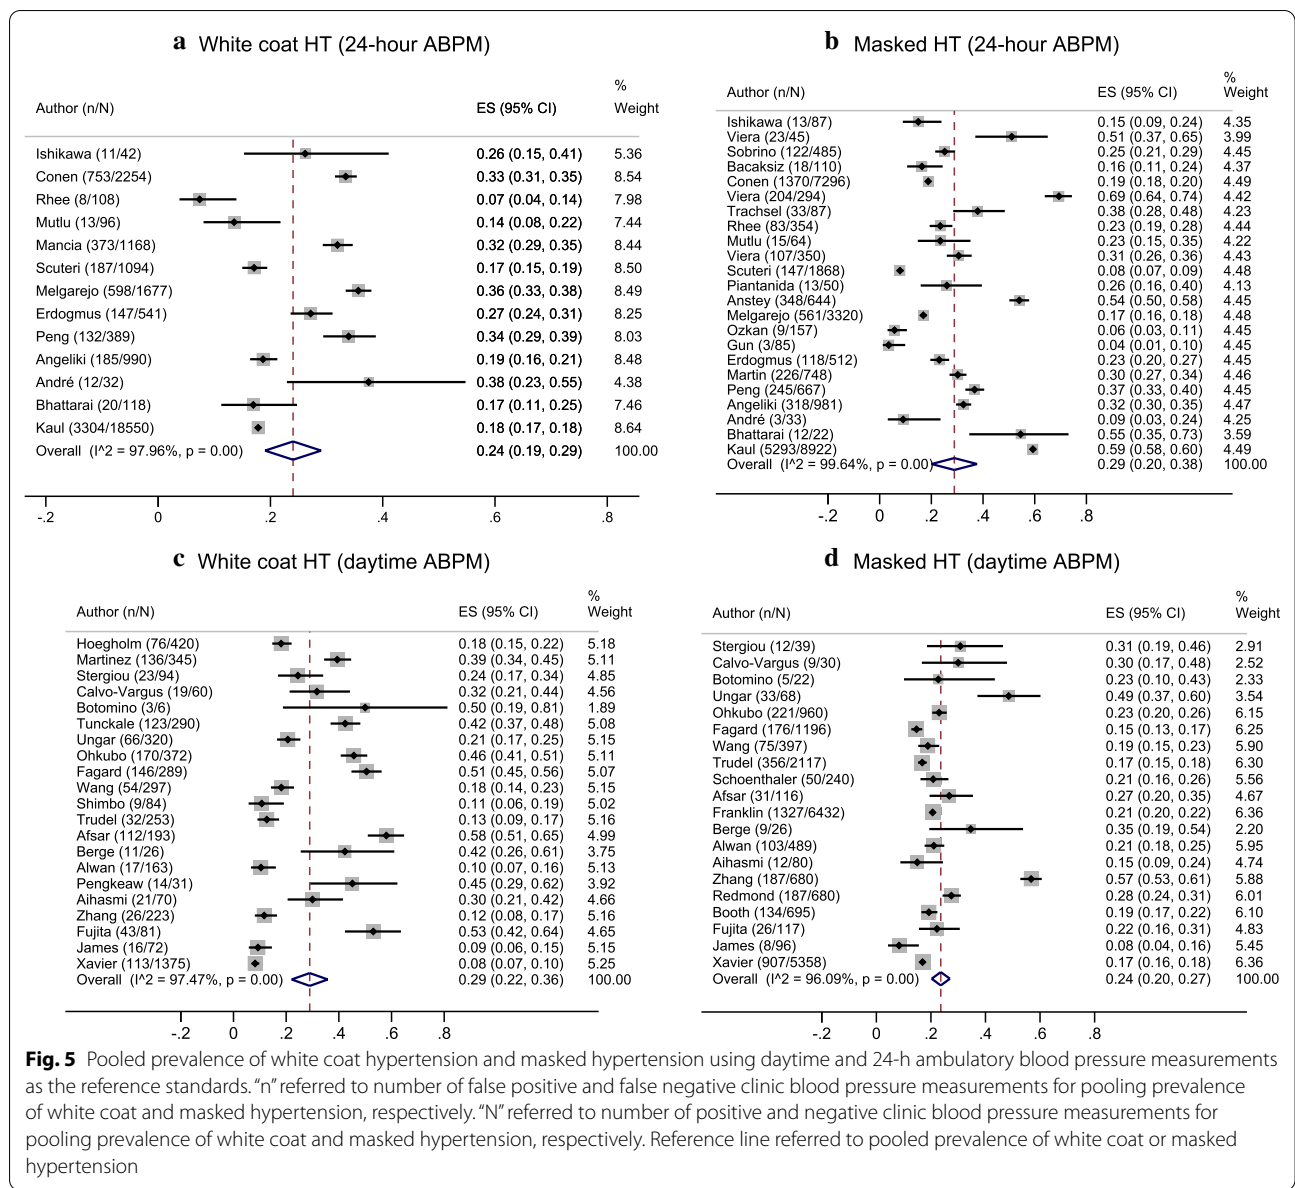 a White coat HT (24-hour ABPM)
%
Author (n/N) ES (95% CI) Weight
Ishikawa (11/42) 0.26 (0.15, 0.41) 5.36
Conen (753/2254) 0.33 (0.31, 0.35) 8.54
Rhee (8/108) 0.07 (0.04, 0.14) 7.98
Mutlu (13/96) 0.14 (0.08, 0.22) 7.44
Mancia (373/1168) 0.32 (0.29, 0.35) 8.44
Scuteri (187/1094) 0.17 (0.15, 0.19) 8.50
Melgarejo (598/1677) 0.36 (0.33, 0.38) 8.49
Erdogmus (147/541) 0.27 (0.24, 0.31) 8.25
Peng (132/389) 0.34 (0.29, 0.39) 8.03
Angeliki (185/990) 0.19 (0.16, 0.21) 8.48
André (12/32) 0.38 (0.23, 0.55) 4.38
Bhattarai (20/118) 0.17 (0.11, 0.25) 7.46
Kaul (3304/18550) 0.18 (0.17, 0.18) 8.64
Overall (I^2 = 97.96%, p = 0.00) 0.24 (0.19, 0.29) 100.00
-.2 0 .2 .4 .6 .8
b Masked HT (24-hour ABPM)
%
Author (n/N) ES (95% CI) Weight
Ishikawa (13/87) 0.15 (0.09, 0.24) 4.35
Viera (23/45) 0.51 (0.37, 0.65) 3.99
Sobrino (122/485) 0.25 (0.21, 0.29) 4.45
Bacaksiz (18/110) 0.16 (0.11, 0.24) 4.37
Conen (1370/7296) 0.19 (0.18, 0.20) 4.49
Viera (204/294) 0.69 (0.64, 0.74) 4.42
Trachsel (33/87) 0.38 (0.28, 0.48) 4.23
Rhee (83/354) 0.23 (0.19, 0.28) 4.44
Mutlu (15/64) 0.23 (0.15, 0.35) 4.22
Viera (107/350) 0.31 (0.26, 0.36) 4.43
Scuteri (147/1868) 0.08 (0.07, 0.09) 4.48
Piantanida (13/50) 0.26 (0.16, 0.40) 4.13
Anstey (348/644) 0.54 (0.50, 0.58) 4.45
Melgarejo (561/3320) 0.17 (0.16, 0.18) 4.48
Ozkan (9/157) 0.06 (0.03, 0.11) 4.45
Gun (3/85) 0.04 (0.01, 0.10) 4.45
Erdogmus (118/512) 0.23 (0.20, 0.27) 4.45
Martin (226/748) 0.30 (0.27, 0.34) 4.46
Peng (245/667) 0.37 (0.33, 0.40) 4.45
Angeliki (318/981) 0.32 (0.30, 0.35) 4.47
André (3/33) 0.09 (0.03, 0.24) 4.25
Bhattarai (12/22) 0.55 (0.35, 0.73) 3.59
Kaul (5293/8922) 0.59 (0.58, 0.60) 4.49
Overall (I^2 = 99.64%, p = 0.00) 0.29 (0.20, 0.38) 100.00
-.2 0 .2 .4 .6 .8
c White coat HT (daytime ABPM)
%
Author (n/N) ES (95% CI) Weight
Hoegholm (76/420) 0.18 (0.15, 0.22) 5.18
Martinez (136/345) 0.39 (0.34, 0.45) 5.11
Stergiou (23/94) 0.24 (0.17, 0.34) 4.85
Calvo-Vargus (19/60) 0.32 (0.21, 0.44) 4.56
Botomino (3/6) 0.50 (0.19, 0.81) 1.89
Tunckale (123/290) 0.42 (0.37, 0.48) 5.08
Ungar (66/320) 0.21 (0.17, 0.25) 5.15
Ohkubo (170/372) 0.46 (0.41, 0.51) 5.11
Fagard (146/289) 0.51 (0.45, 0.56) 5.07
Wang (54/297) 0.18 (0.14, 0.23) 5.15
Shimbo (9/84) 0.11 (0.06, 0.19) 5.02
Trudel (32/253) 0.13 (0.09, 0.17) 5.16
Afsar (112/193) 0.58 (0.51, 0.65) 4.99
Berge (11/26) 0.42 (0.26, 0.61) 3.75
Alwan (17/163) 0.10 (0.07, 0.16) 5.13
Pengkeaw (14/31) 0.45 (0.29, 0.62) 3.92
Aihasmi (21/70) 0.30 (0.21, 0.42) 4.66
Zhang (26/223) 0.12 (0.08, 0.17) 5.16
Fujita (43/81) 0.53 (0.42, 0.64) 4.65
James (16/72) 0.09 (0.06, 0.15) 5.15
Xavier (113/1375) 0.08 (0.07, 0.10) 5.25
Overall (I^2 = 97.47%, p = 0.00) 0.29 (0.22, 0.36) 100.00
-.2 0 .2 .4 .6 .8
d Masked HT (daytime ABPM)
%
Author (n/N) ES (95% CI) Weight
Stergiou (12/39) 0.31 (0.19, 0.46) 2.91
Calvo-Vargus (9/30) 0.30 (0.17, 0.48) 2.52
Botomino (5/22) 0.23 (0.10, 0.43) 2.33
Ungar (33/68) 0.49 (0.37, 0.60) 3.54
Ohkubo (221/960) 0.23 (0.20, 0.26) 6.15
Fagard (176/1196) 0.15 (0.13, 0.17) 6.25
Wang (75/397) 0.19 (0.15, 0.23) 5.90
Trudel (356/2117) 0.17 (0.15, 0.18) 6.30
Schoenthaler (50/240) 0.21 (0.16, 0.26) 5.56
Afsar (31/116) 0.27 (0.20, 0.35) 4.67
Franklin (1327/6432) 0.21 (0.20, 0.22) 6.36
Berge (9/26) 0.35 (0.19, 0.54) 2.20
Alwan (103/489) 0.21 (0.18, 0.25) 5.95
Aihasmi (12/80) 0.15 (0.09, 0.24) 4.74
Zhang (187/680) 0.57 (0.53, 0.61) 5.88
Redmond (187/680) 0.28 (0.24, 0.31) 6.01
Booth (134/695) 0.19 (0.17, 0.22) 6.10
Fujita (26/117) 0.22 (0.16, 0.31) 4.83
James (8/96) 0.08 (0.04, 0.16) 5.45
Xavier (907/5358) 0.17 (0.16, 0.18) 6.36
Overall (I^2 = 96.09%, p = 0.00) 0.24 (0.20, 0.27) 100.00
-.2 0 .2 .4 .6 .8
Fig. 5 Pooled prevalence of white coat hypertension and masked hypertension using daytime and 24-h ambulatory blood pressure measurements
as the reference standards. “n” referred to number of false positive and false negative clinic blood pressure measurements for pooling prevalence
of white coat and masked hypertension, respectively. “N” referred to number of positive and negative clinic blood pressure measurements for
pooling prevalence of white coat and masked hypertension, respectively. Reference line referred to pooled prevalence of white coat or masked
hypertension